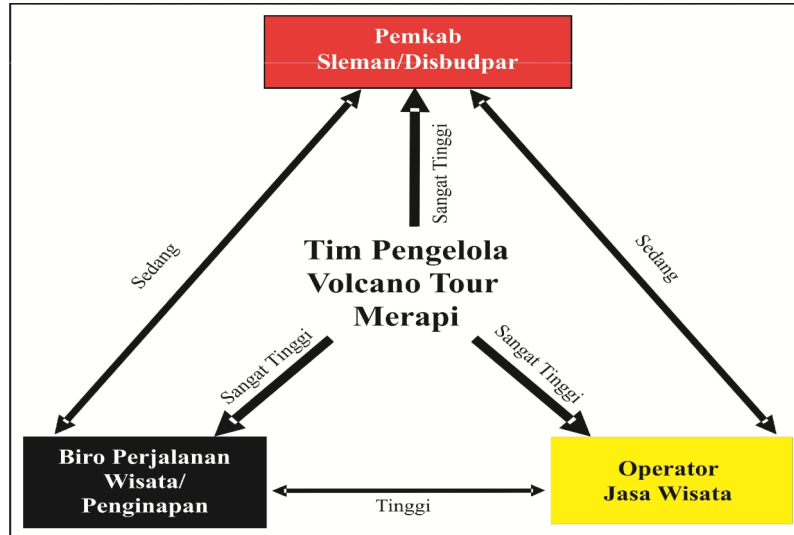 Pemkab
Sleman/Disbudpar
Sangat Tinggi
Sedang
Sedang
Tim Pengelola
Volcano Tour
Merapi
Sangat Tinggi
Sangat Tinggi
Biro Perjalanan
Wisata/
Penginapan
Tinggi
Operator
Jasa Wisata